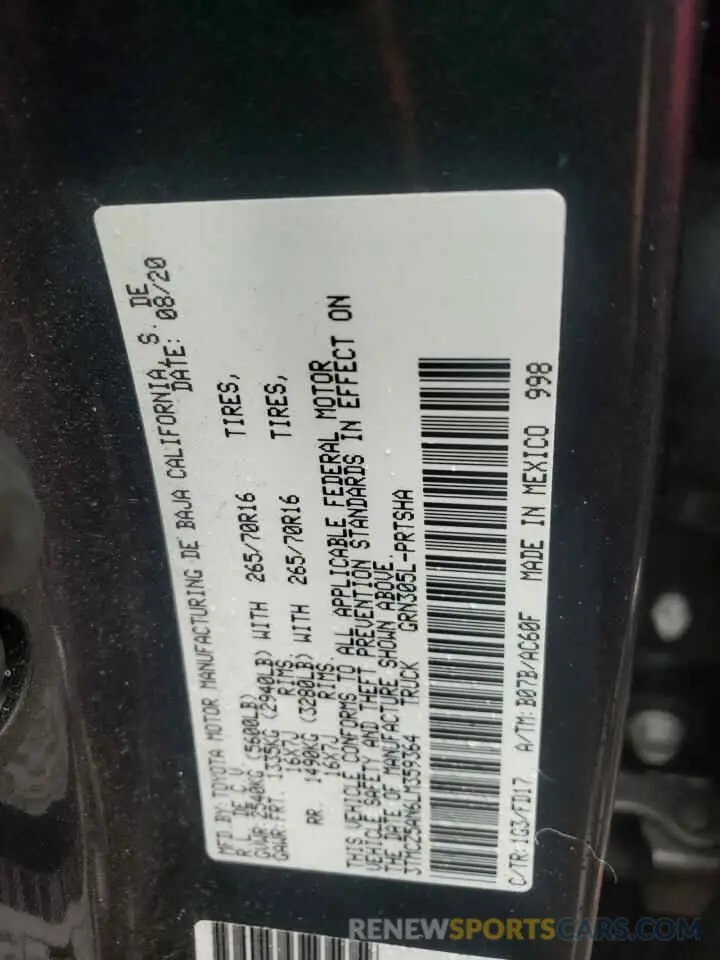 MFD. BY: TOYOTA MOTOR MANUFACTURING DE BAJA CALIFORNIA, S. DE
R. L. DE C. V. DATE: 08/20
GVWR 2540KG (5600LB)
GAWR FRT. 1335KG (2940LB) WITH 265/70R16 TIRES,
16X7J RIMS,
RR. 1490KG (3280LB) WITH 265/70R16 TIRES,
16X7J RIMS.
THIS VEHICLE CONFORMS TO ALL APPLICABLE FEDERAL MOTOR
VEHICLE SAFETY AND THEFT PREVENTION STANDARDS IN EFFECT ON
THE DATE OF MANUFACTURE SHOWN ABOVE.
3TMCZ5AN6LM359364 TRUCK GRN305L-PRTSHA
C/TR: 1G3/FD17 A/TM: B07B/AC60F MADE IN MEXICO 998
RENEWSPORTSCARS.COM